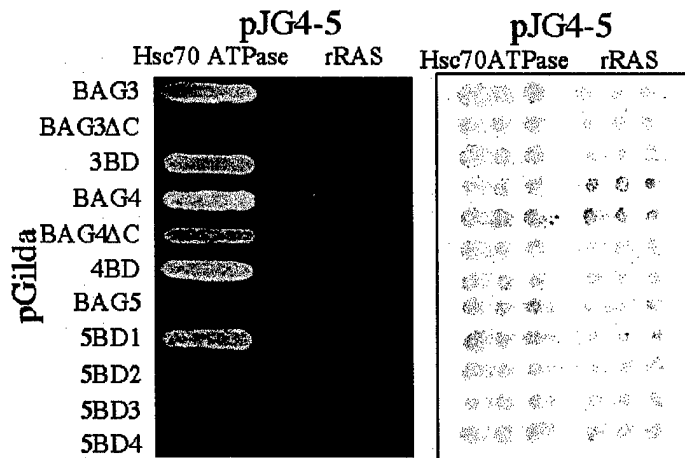 pJG4-5 pJG4-5
Hsc70 ATPase rRAS Hsc70ATPase rRAS
pGilda
BAG3
BAG3ΔC
3BD
BAG4
BAG4ΔC
4BD
BAG5
5BD1
5BD2
5BD3
5BD4